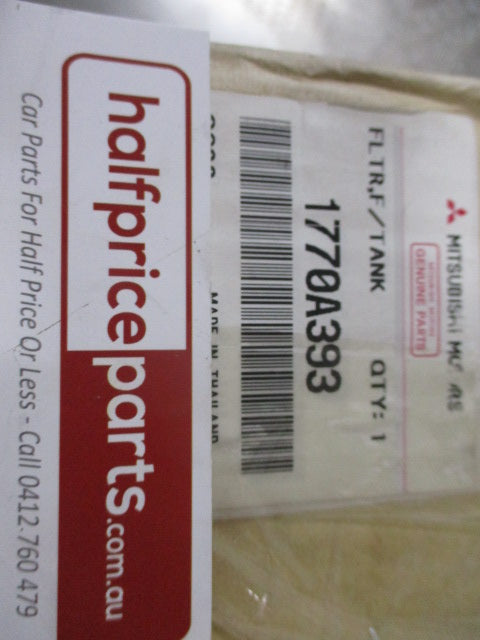 MITSUBISHI
GENUINE PARTS
FLTR,F/TANK QTY: 1
1770A393
MADE IN THAILAND
halfpriceparts.com.au
Car Parts For Half Price Or Less - Call 0412 760 479